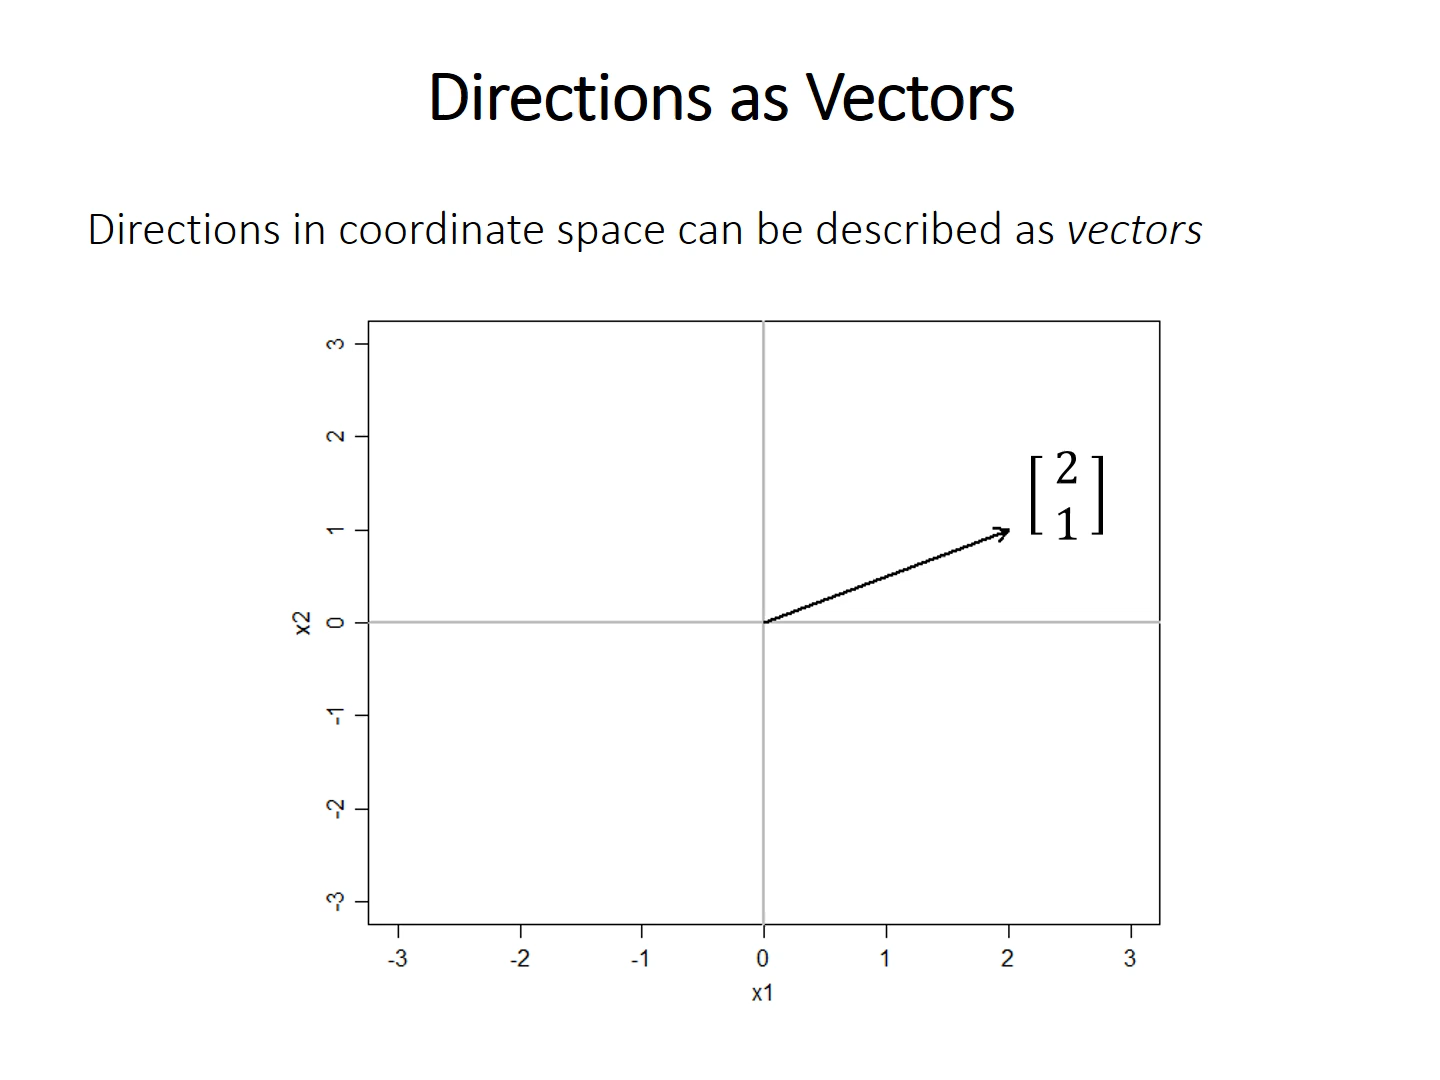 Directions as Vectors
Directions in coordinate space can be described as vectors
3
2
1
0
-1
-2
-3
x2
[2
1]
-3 -2 -1 0 1 2 3
x1